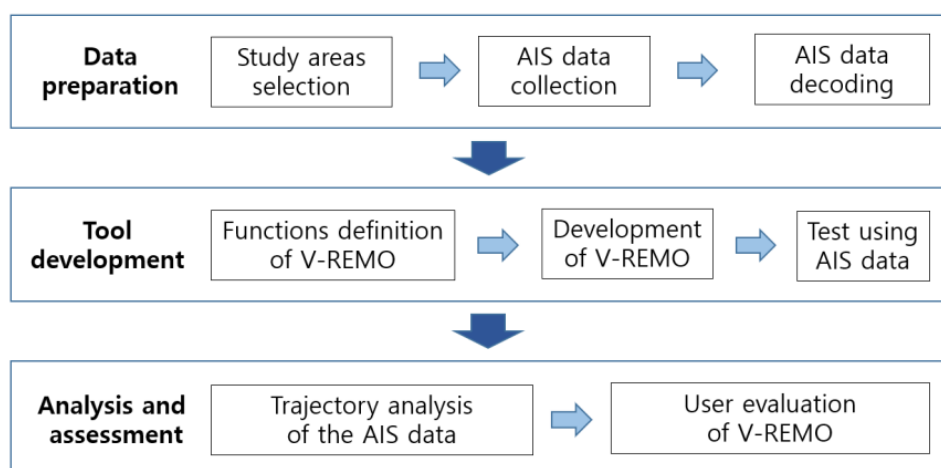 Data
preparation
Study areas
selection
AIS data
collection
AIS data
decoding
Tool
development
Functions definition
of V-REMO
Development
of V-REMO
Test using
AIS data
Analysis and
assessment
Trajectory analysis
of the AIS data
User evaluation
of V-REMO